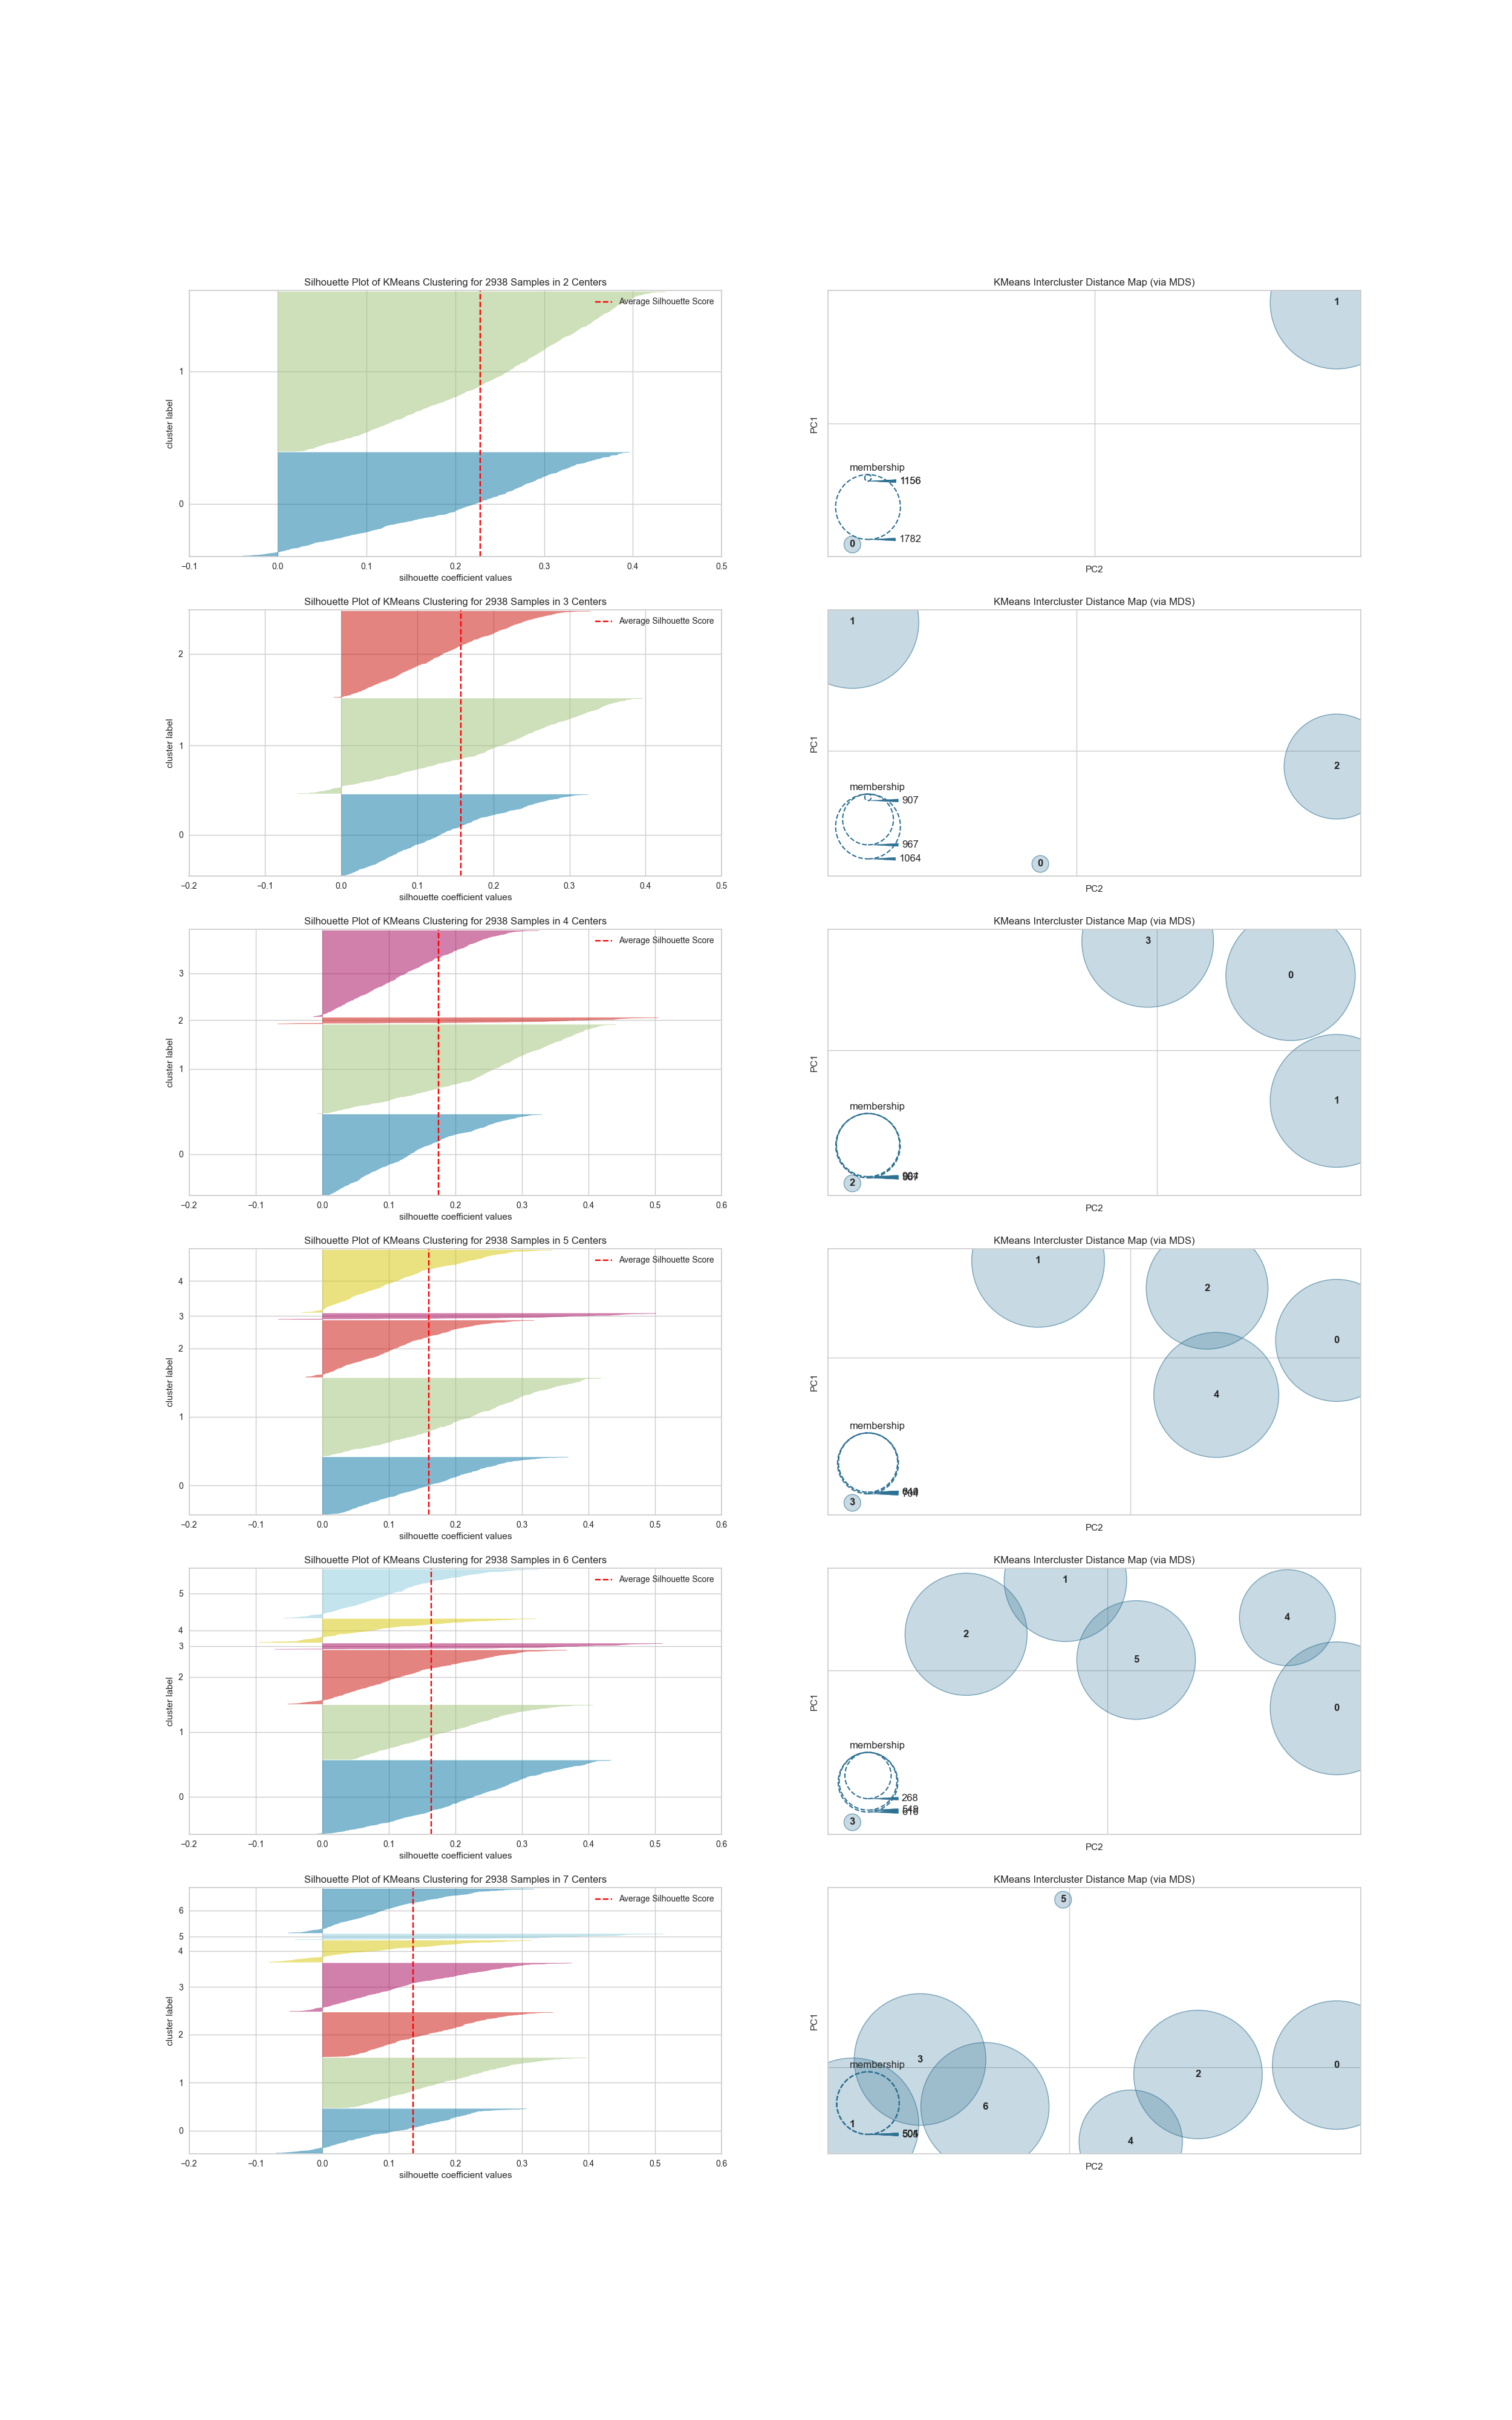 Silhouette Plot of KMeans Clustering for 2938 Samples in 2 Centers
Average Silhouette Score
1
0
cluster label
−0.1 0.0 0.1 0.2 0.3 0.4 0.5
silhouette coefficient values
KMeans Intercluster Distance Map (via MDS)
1
PC1
membership
1156
1782
0
PC2
Silhouette Plot of KMeans Clustering for 2938 Samples in 3 Centers
Average Silhouette Score
2
1
0
cluster label
−0.2 −0.1 0.0 0.1 0.2 0.3 0.4 0.5
silhouette coefficient values
KMeans Intercluster Distance Map (via MDS)
1
2
PC1
membership
907
967
1064
0
PC2
Silhouette Plot of KMeans Clustering for 2938 Samples in 4 Centers
Average Silhouette Score
3
2
1
0
cluster label
−0.2 −0.1 0.0 0.1 0.2 0.3 0.4 0.5 0.6
silhouette coefficient values
KMeans Intercluster Distance Map (via MDS)
3
0
1
PC1
membership
2
PC2
Silhouette Plot of KMeans Clustering for 2938 Samples in 5 Centers
Average Silhouette Score
4
3
2
1
0
cluster label
−0.2 −0.1 0.0 0.1 0.2 0.3 0.4 0.5 0.6
silhouette coefficient values
KMeans Intercluster Distance Map (via MDS)
1
2
0
4
PC1
membership
3
PC2
Silhouette Plot of KMeans Clustering for 2938 Samples in 6 Centers
Average Silhouette Score
5
4
3
2
1
0
cluster label
−0.2 −0.1 0.0 0.1 0.2 0.3 0.4 0.5 0.6
silhouette coefficient values
KMeans Intercluster Distance Map (via MDS)
1
4
2
5
0
PC1
membership
268
3
PC2
Silhouette Plot of KMeans Clustering for 2938 Samples in 7 Centers
Average Silhouette Score
6
5
4
3
2
1
0
cluster label
−0.2 −0.1 0.0 0.1 0.2 0.3 0.4 0.5 0.6
silhouette coefficient values
KMeans Intercluster Distance Map (via MDS)
5
3
membership
0
2
6
1
4
PC1
PC2